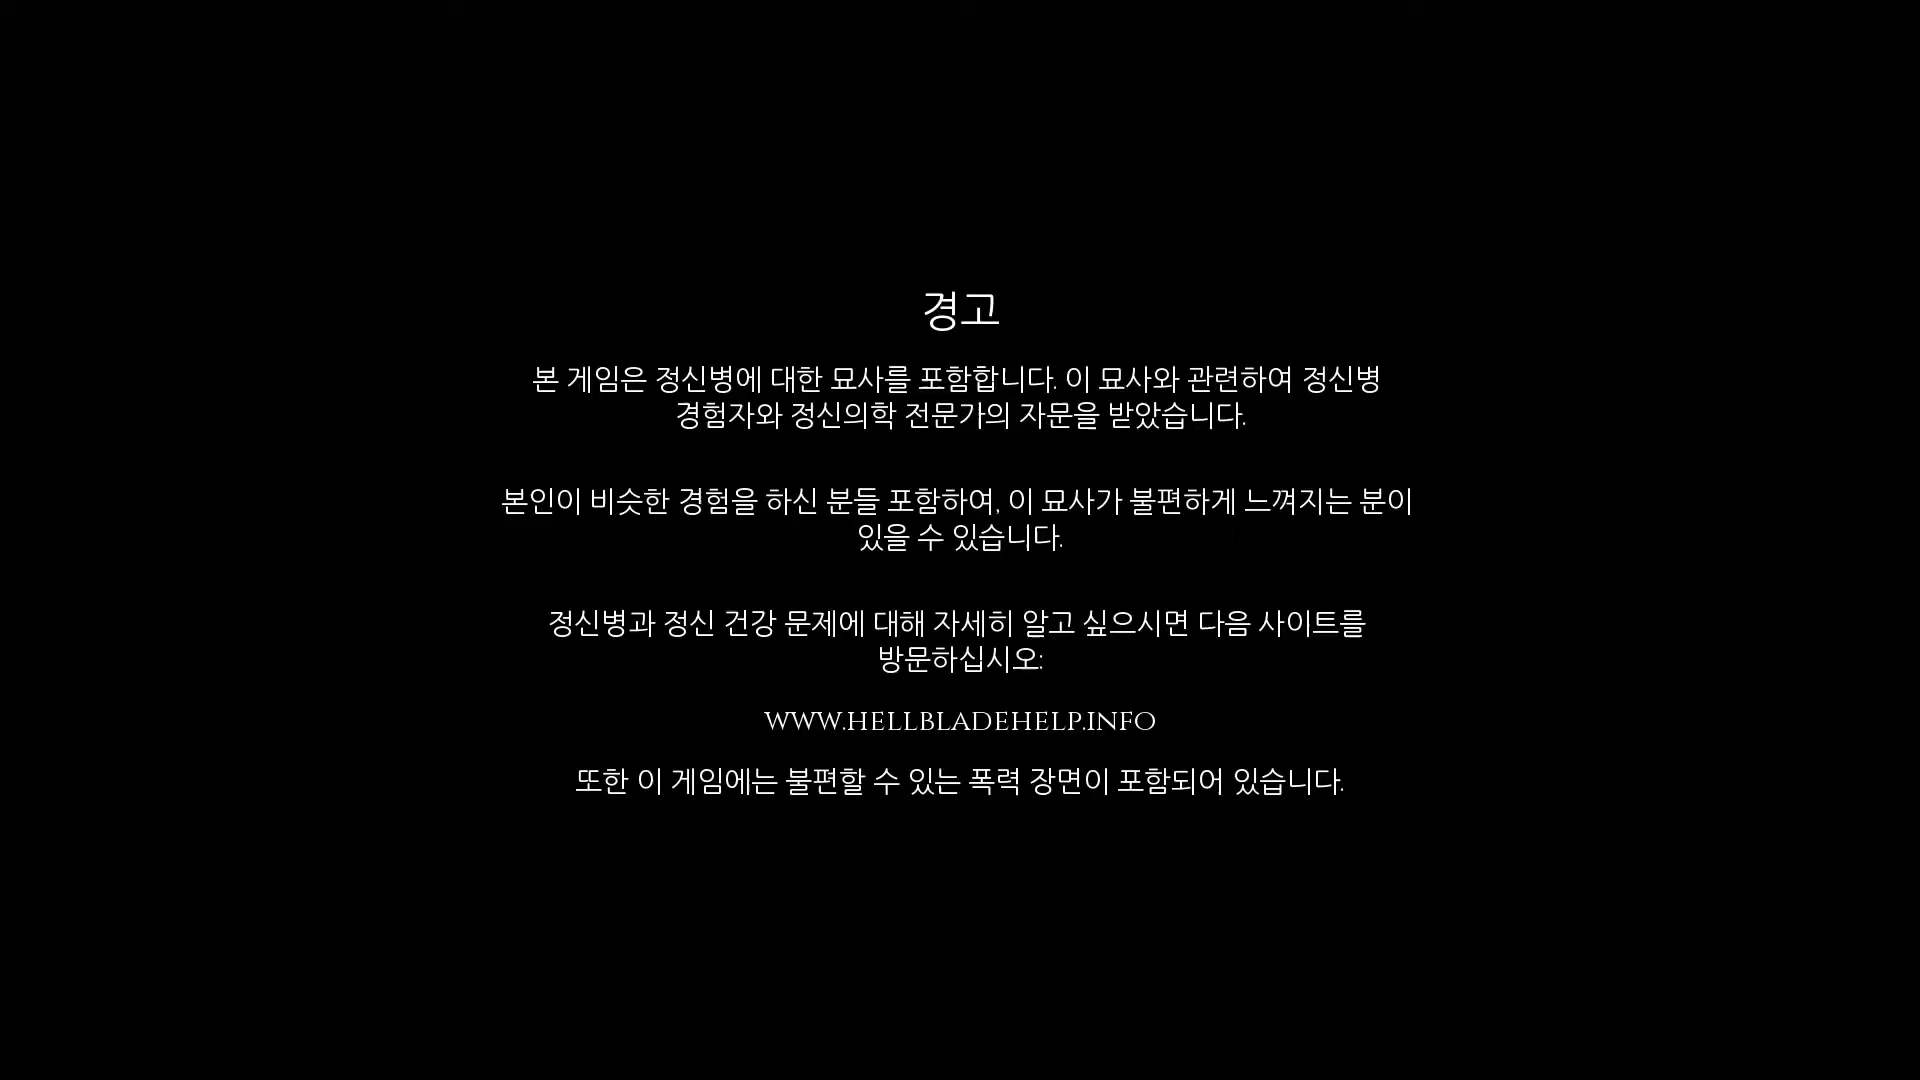 경고
본 게임은 정신병에 대한 묘사를 포함합니다. 이 묘사와 관련하여 정신병
경험자와 정신의학 전문가의 자문을 받았습니다.
본인이 비슷한 경험을 하신 분들 포함하여, 이 묘사가 불편하게 느껴지는 분이
있을 수 있습니다.
정신병과 정신 건강 문제에 대해 자세히 알고 싶으시면 다음 사이트를
방문하십시오:
WWW.HELLBLADEHELP.INFO
또한 이 게임에는 불편할 수 있는 폭력 장면이 포함되어 있습니다.